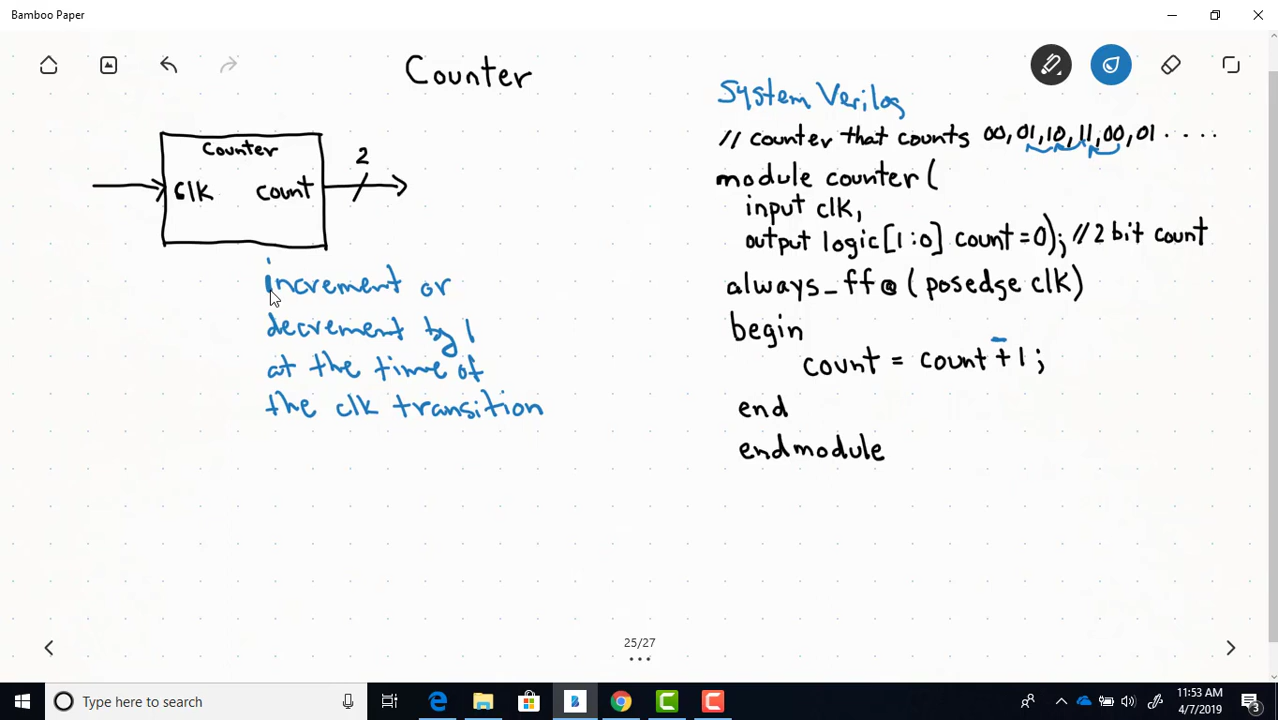 Bamboo Paper
Counter
Counter
Clk
count
2
increment or
decrement by 1
at the time of
the clk transition
System Verilog
// counter that counts 00, 01, 10, 11, 00, 01 ....
module counter (
input clk,
output logic [1:0] count = 0); // 2 bit count
always_ff @ (posedge clk)
begin
count = count + 1;
end
endmodule
25/27
Type here to search
11:53 AM
4/7/2019
3